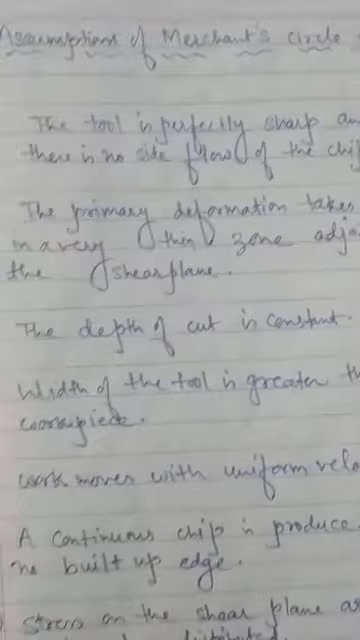 Assumptions of Merchant's circle
The tool is perfectly sharp an
there is no side flow of the chi
The primary deformation takes
in a very thin zone adja
the shear plane.
The depth of cut is constant.
Width of the tool is greater th
workpiece.
work moves with uniform velo
A continuous chip is produce
no built up edge.
Stress on the shear plane ar